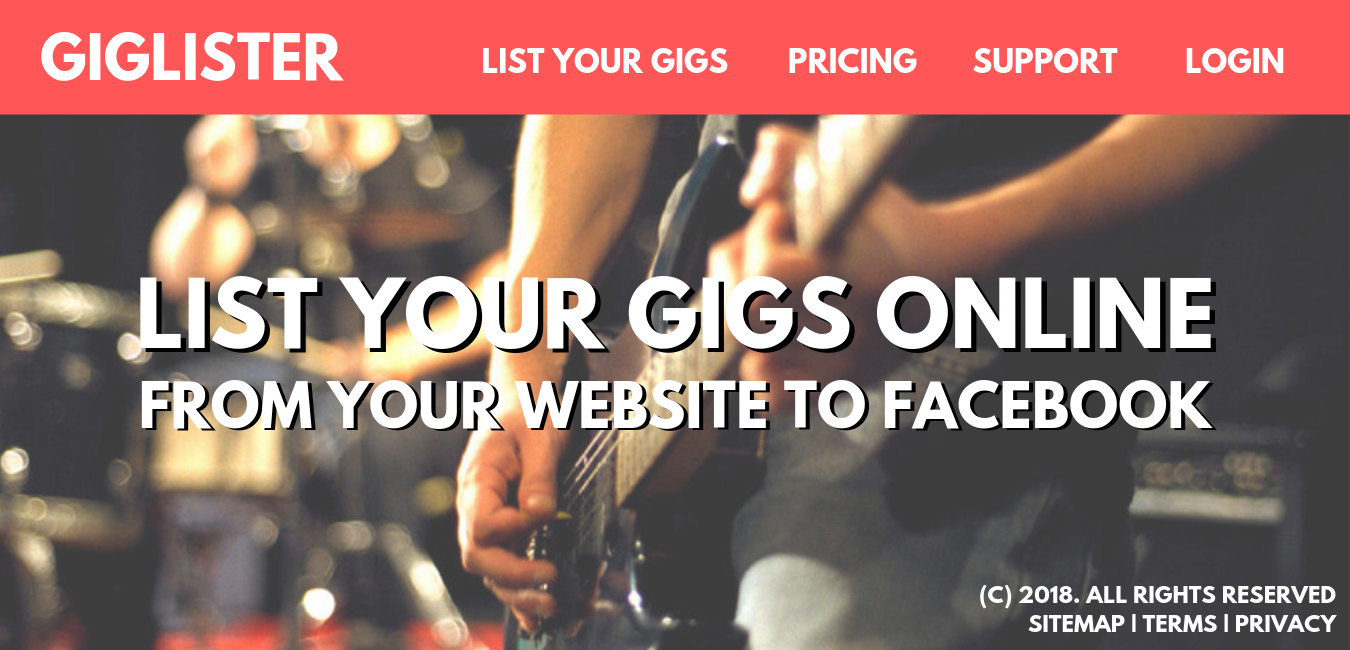 GIGLISTER
LIST YOUR GIGS PRICING SUPPORT LOGIN
LIST YOUR GIGS ONLINE
FROM YOUR WEBSITE TO FACEBOOK
(C) 2018. ALL RIGHTS RESERVED
SITEMAP | TERMS | PRIVACY